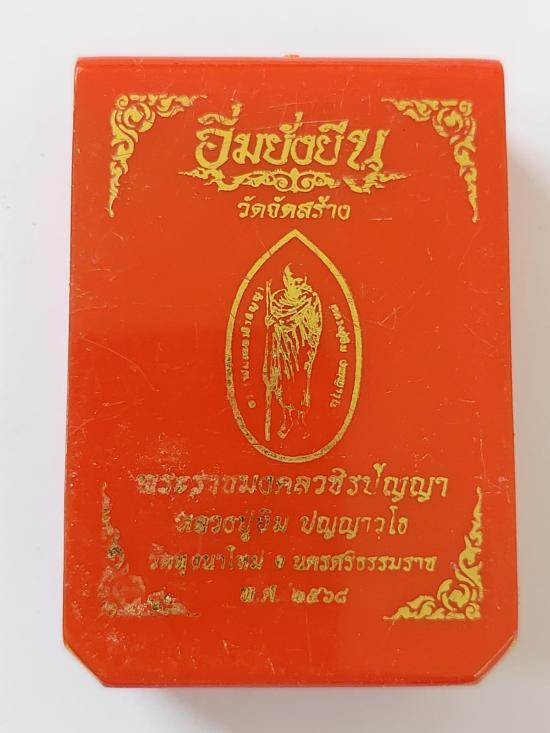 อิ่มยั่งยืน
วัดจัดสร้าง
พระราชมงคลวชิรปัญญา
หลวงปู่อิ่ม ปญฺญาวุโธ
วัดทุ่งนาใหม่ จ นครศรีธรรมราช
พ.ศ. ๒๕๖๘